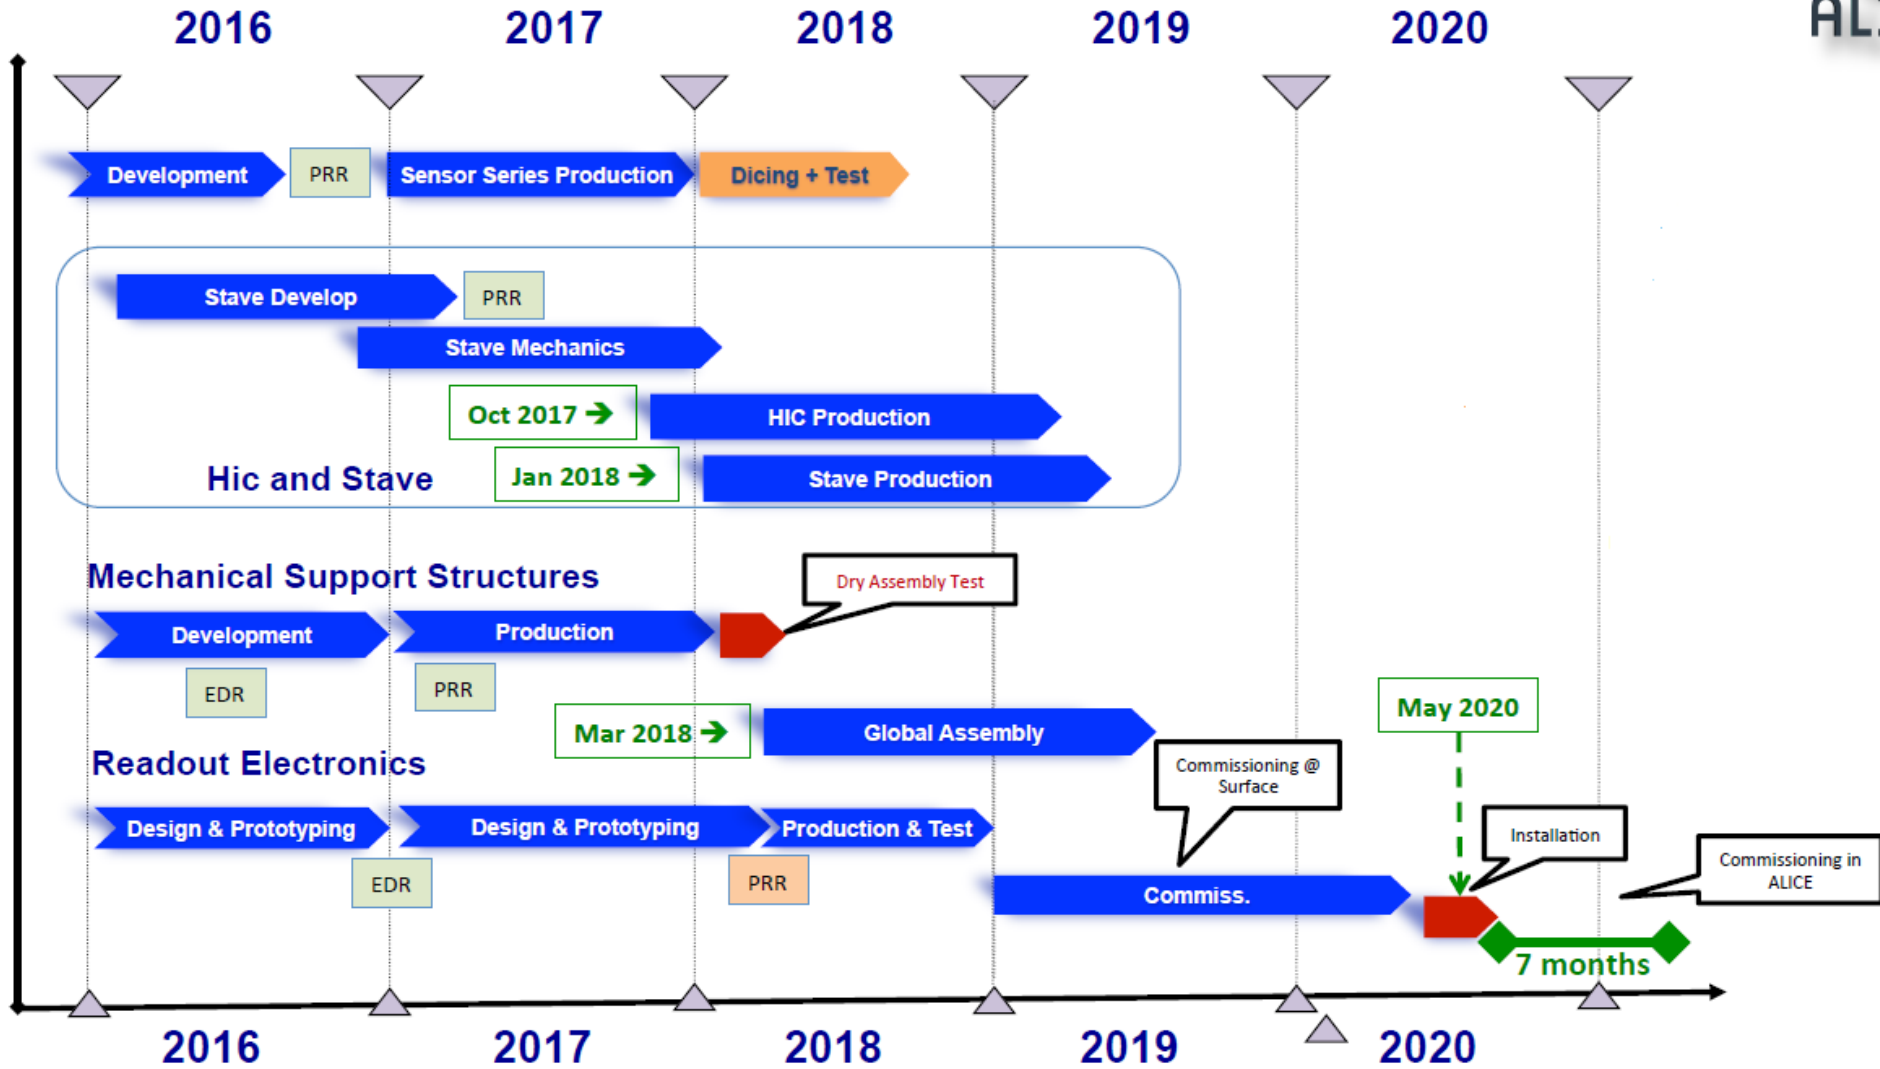 2016 2017 2018 2019 2020
Development PRR Sensor Series Production Dicing + Test
Stave Develop PRR
Stave Mechanics
Oct 2017 → HIC Production
Hic and Stave Jan 2018 → Stave Production
Mechanical Support Structures
Dry Assembly Test
Development Production
EDR PRR
Mar 2018 → Global Assembly
May 2020
Readout Electronics
Commissioning @
Surface
Design & Prototyping Design & Prototyping Production & Test
Installation
EDR PRR
Commissioning in
ALICE
Commiss.
7 months
2016 2017 2018 2019 2020